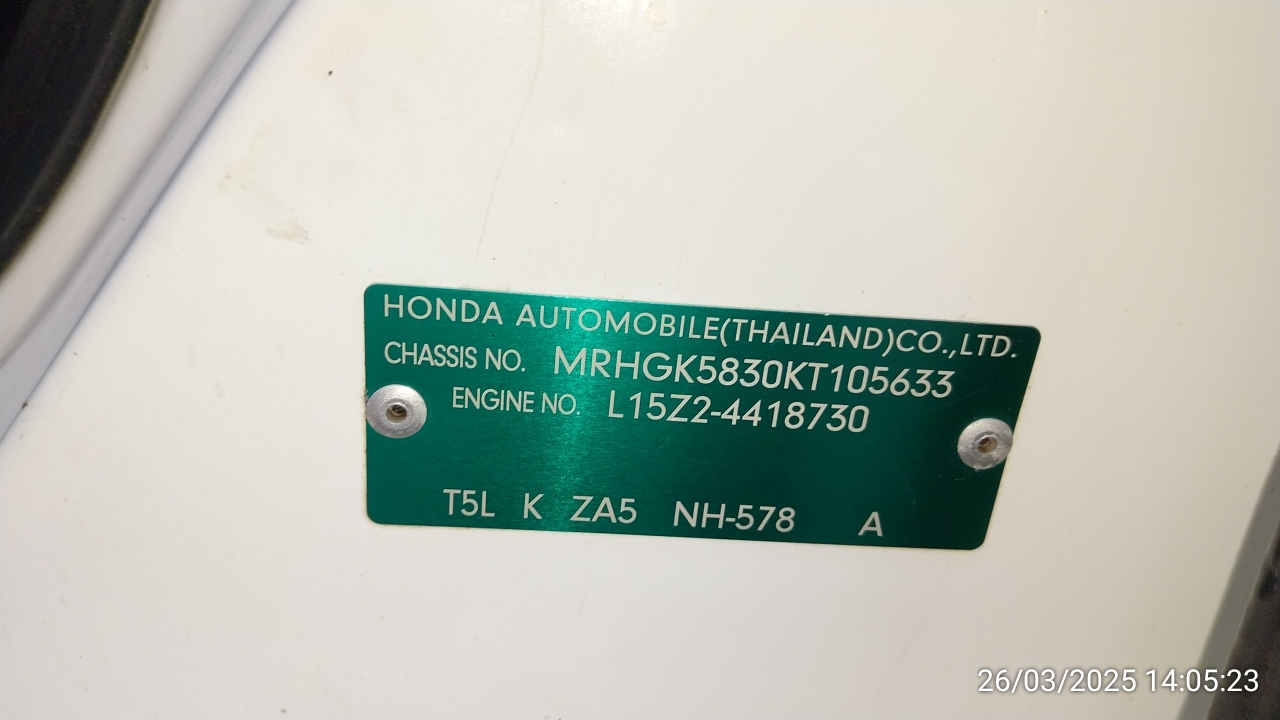 HONDA AUTOMOBILE(THAILAND)CO.,LTD.
CHASSIS NO. MRHGK5830KT105633
ENGINE NO. L15Z2-4418730
T5L K ZA5 NH-578 A
26/03/2025 14:05:23